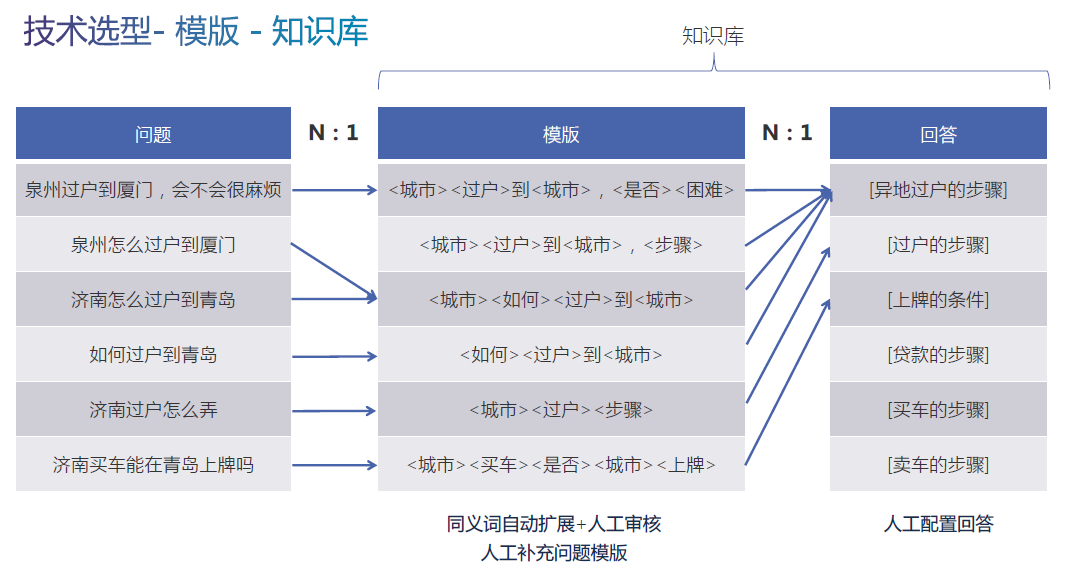 技术选型- 模版 - 知识库
知识库
问题
N：1
模版
N：1
回答
泉州过户到厦门，会不会很麻烦
<城市><过户>到<城市>，<是否><困难>
[异地过户的步骤]
泉州怎么过户到厦门
<城市><过户>到<城市>，<步骤>
[过户的步骤]
济南怎么过户到青岛
<城市><如何><过户>到<城市>
[上牌的条件]
如何过户到青岛
<如何><过户>到<城市>
[贷款的步骤]
济南过户怎么弄
<城市><过户><步骤>
[买车的步骤]
济南买车能在青岛上牌吗
<城市><买车><是否><城市><上牌>
[卖车的步骤]
同义词自动扩展+人工审核
人工补充问题模版
人工配置回答